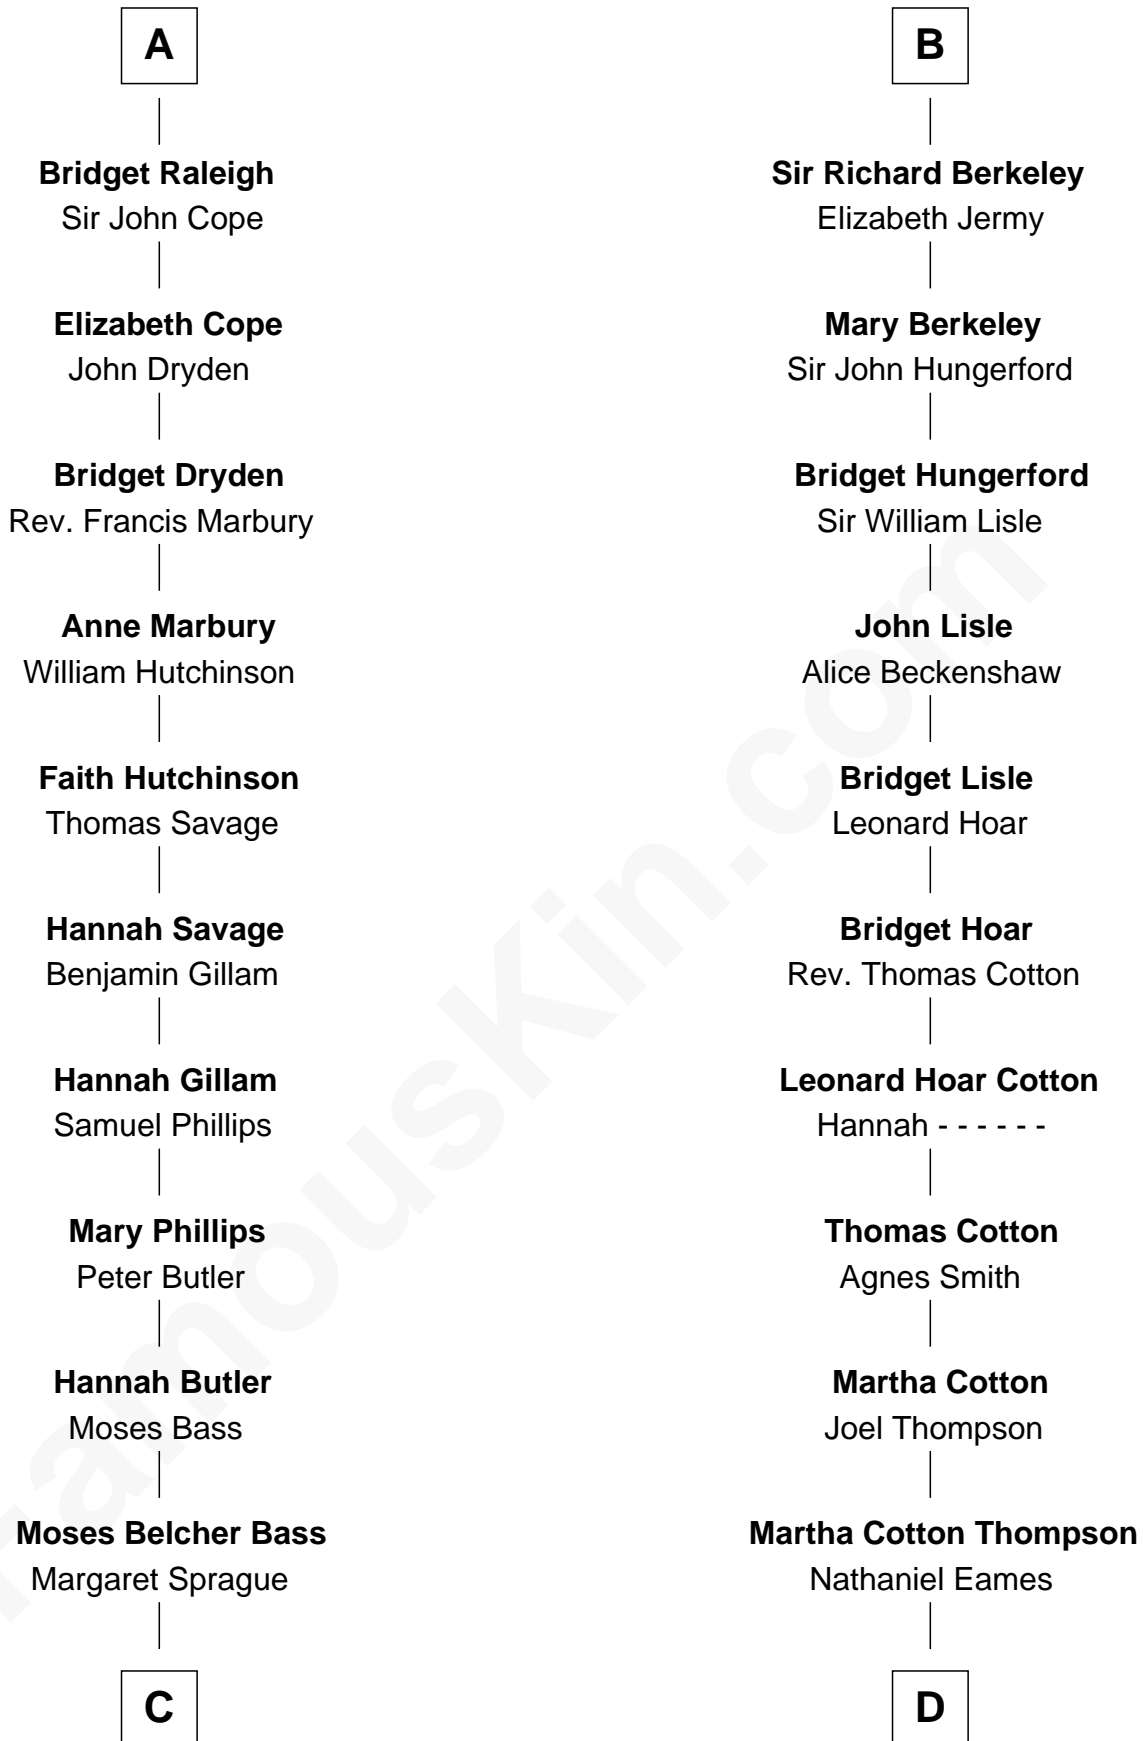 A
Bridget Raleigh
Sir John Cope
Elizabeth Cope
John Dryden
Bridget Dryden
Rev. Francis Marbury
Anne Marbury
William Hutchinson
Faith Hutchinson
Thomas Savage
Hannah Savage
Benjamin Gillam
Hannah Gillam
Samuel Phillips
Mary Phillips
Peter Butler
Hannah Butler
Moses Bass
Moses Belcher Bass
Margaret Sprague
C
B
Sir Richard Berkeley
Elizabeth Jermy
Mary Berkeley
Sir John Hungerford
Bridget Hungerford
Sir William Lisle
John Lisle
Alice Beckenshaw
Bridget Lisle
Leonard Hoar
Bridget Hoar
Rev. Thomas Cotton
Leonard Hoar Cotton
Hannah - - - - - -
Thomas Cotton
Agnes Smith
Martha Cotton
Joel Thompson
Martha Cotton Thompson
Nathaniel Eames
D
FamousKin.com